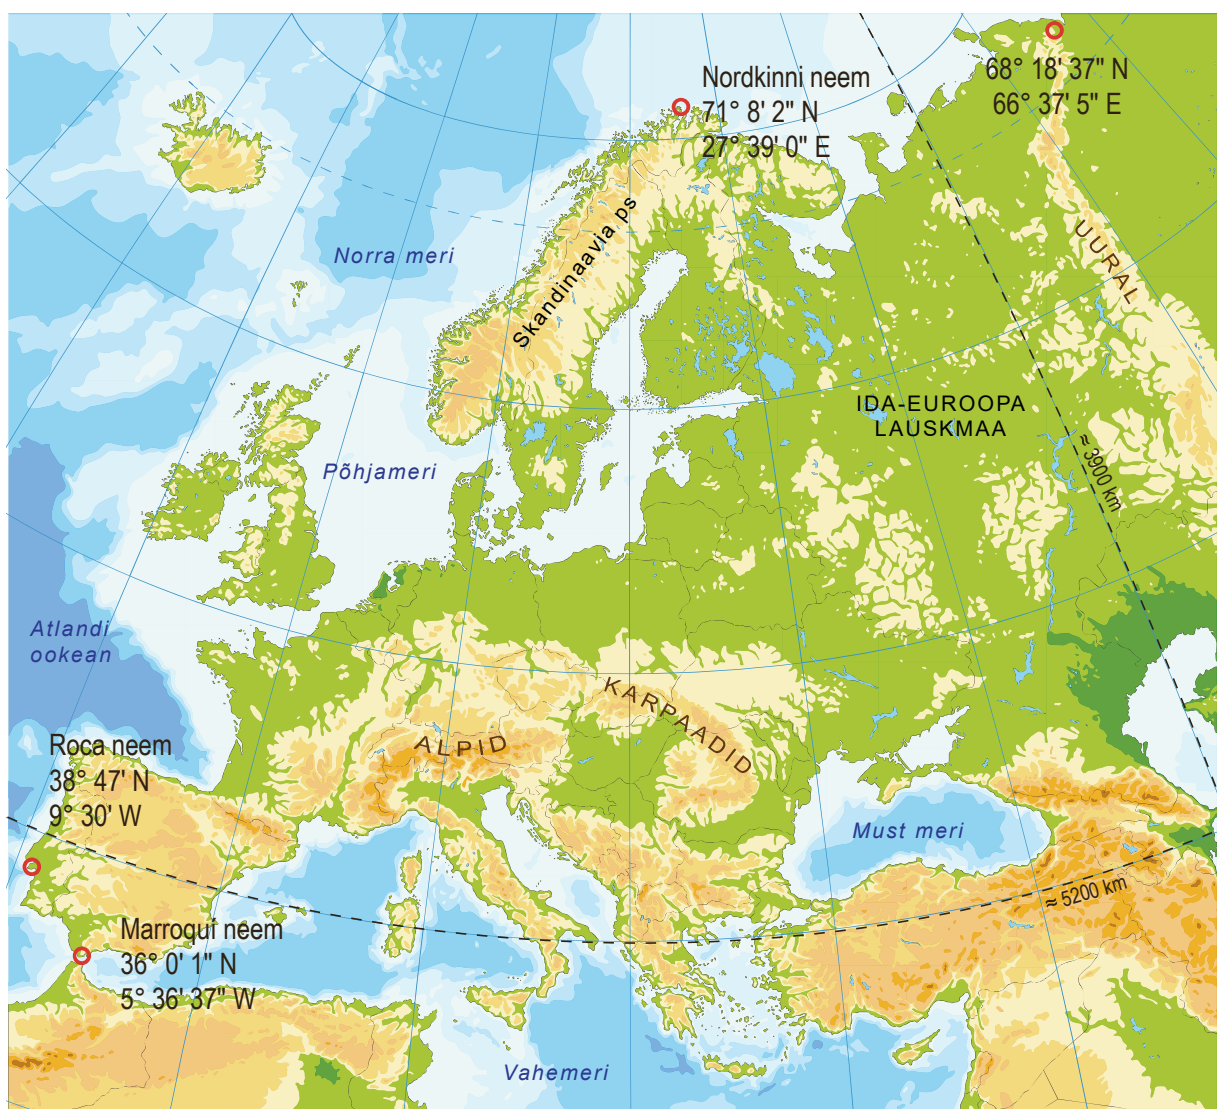 Nordkinni neem
71° 8' 2" N
27° 39' 0" E
68° 18' 37" N
66° 37' 5" E
Norra meri
Skandinaavia ps
UURAL
IDA-EUROOPA
LAUSKMAA
≈ 3900 km
Põhjameri
Atlandi
ookean
KARPAADID
ALPID
Roca neem
38° 47' N
9° 30' W
Must meri
≈ 5200 km
Marroquí neem
36° 0' 1" N
5° 36' 37" W
Vahemeri